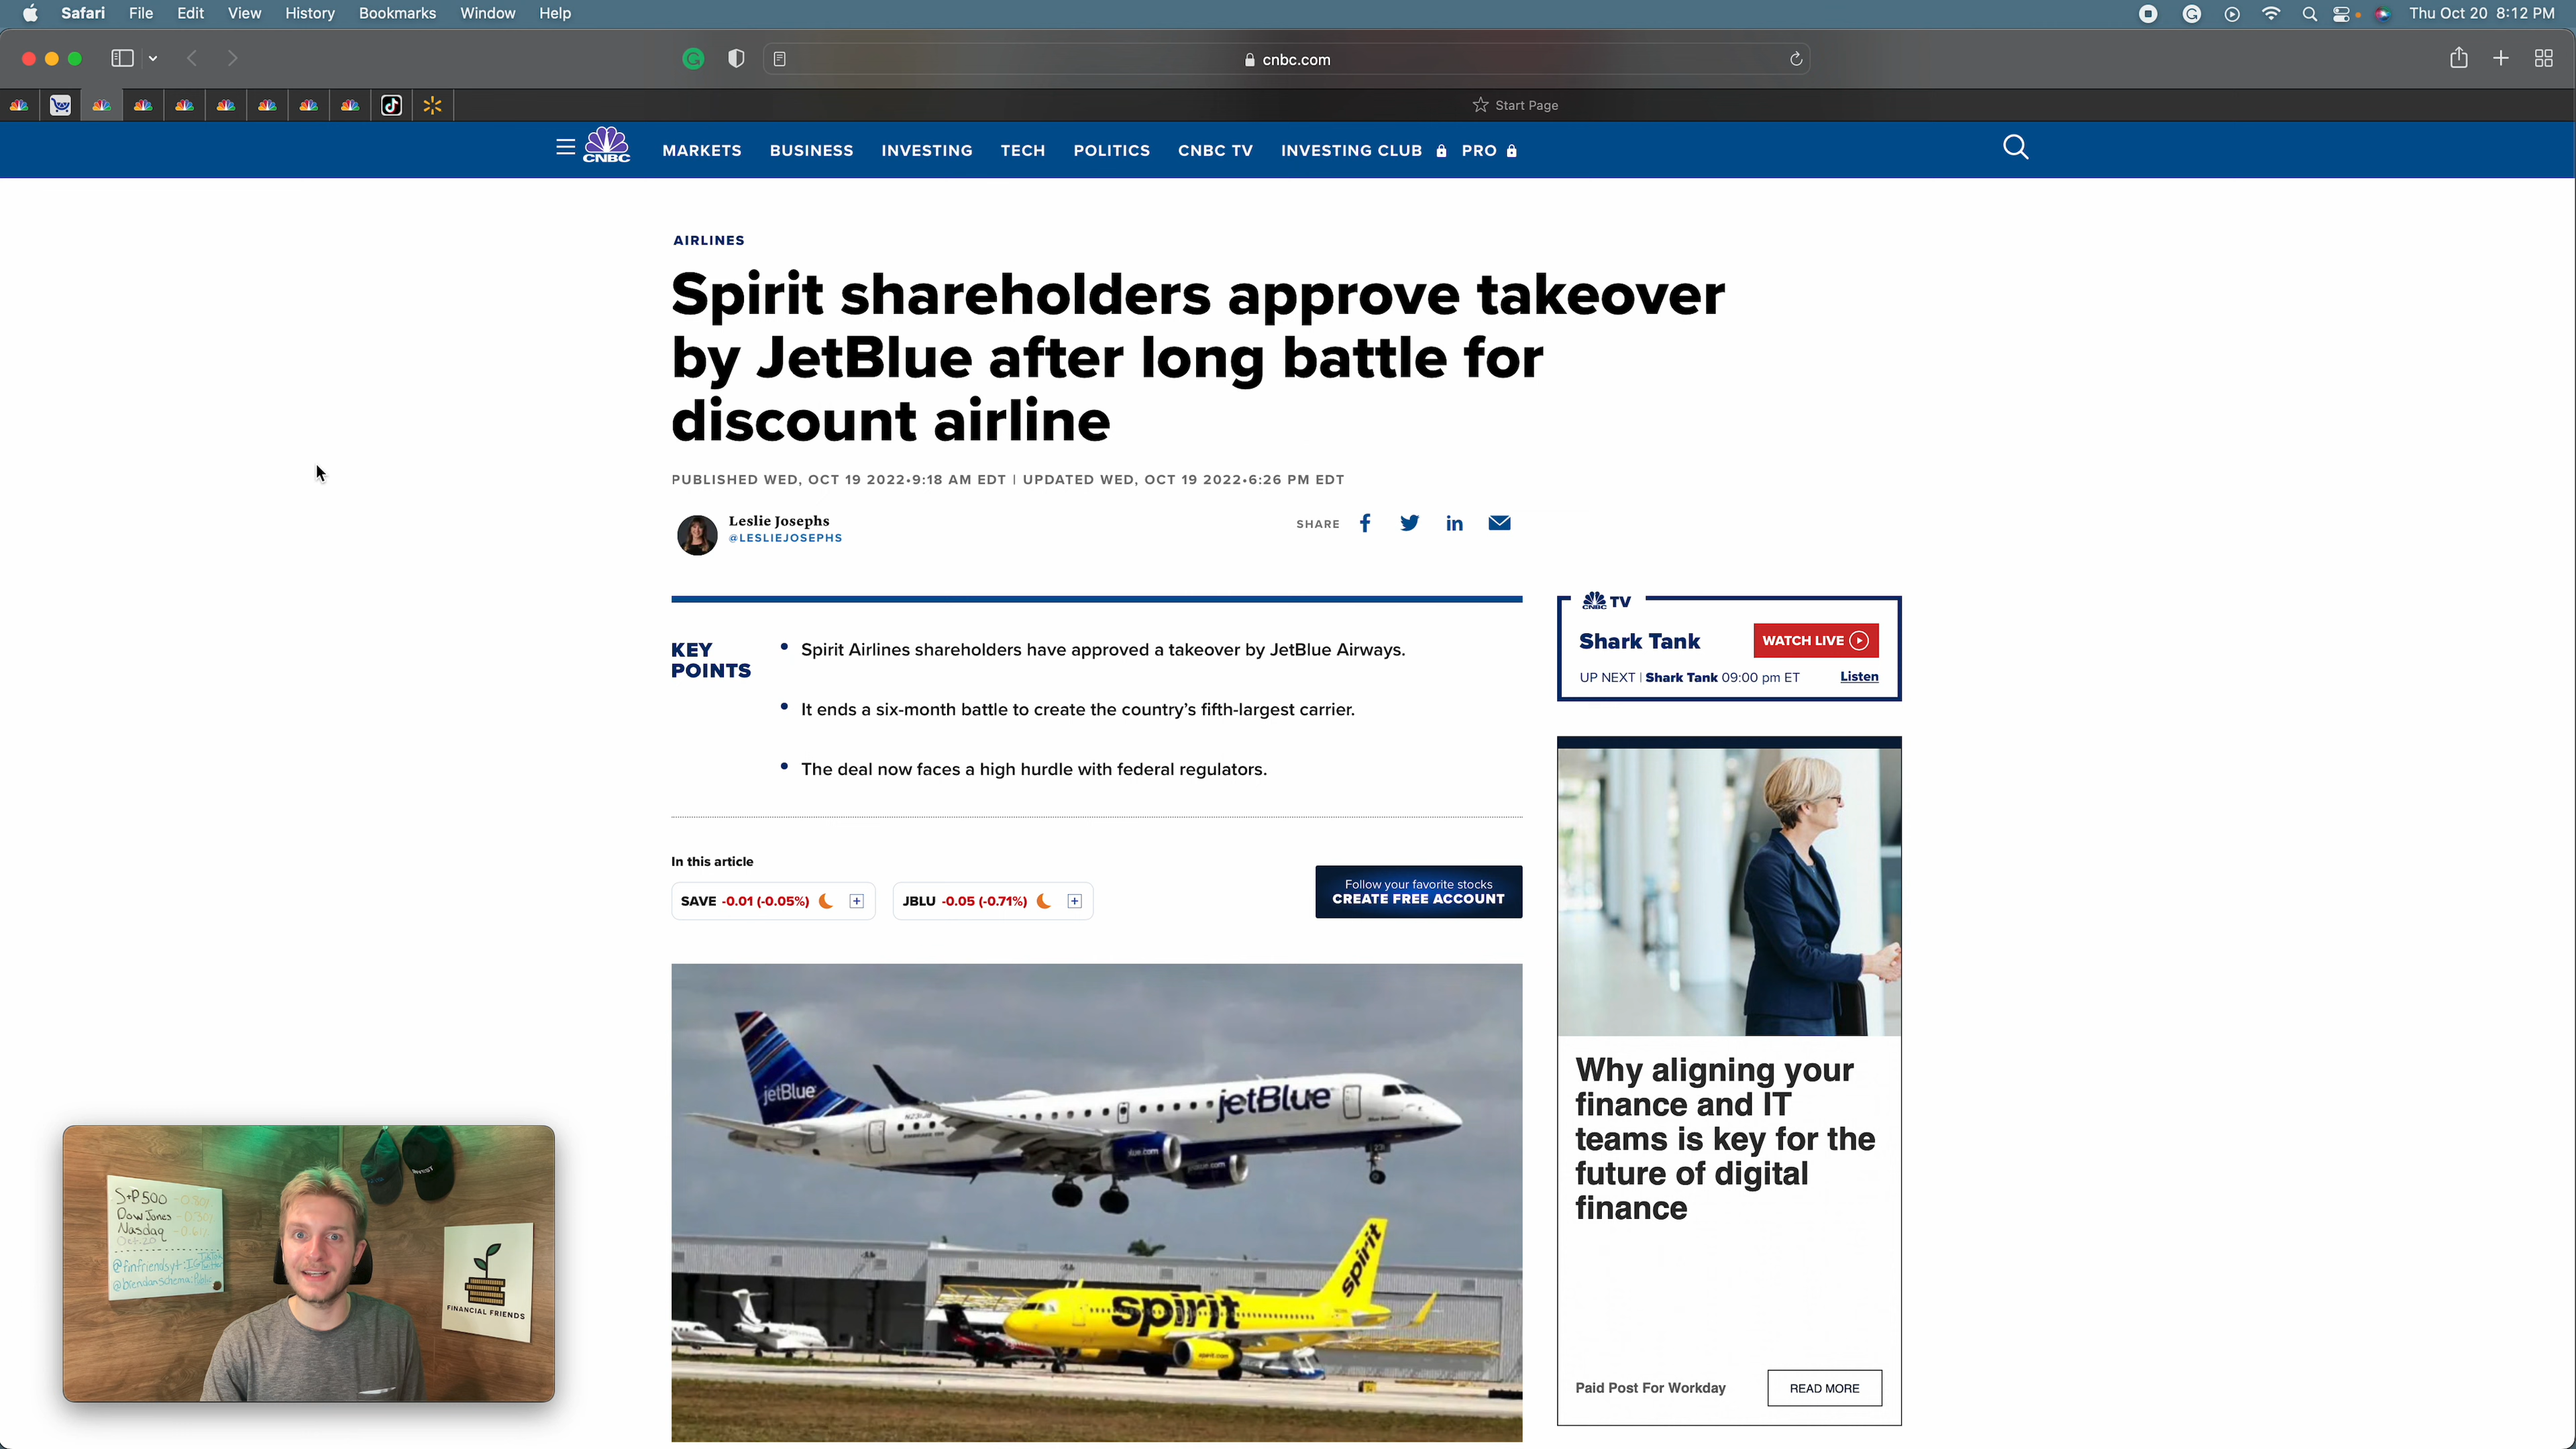 Safari File Edit View History Bookmarks Window Help
Thu Oct 20 8:12 PM
cnbc.com
Start Page
CNBC
MARKETS BUSINESS INVESTING TECH POLITICS CNBC TV INVESTING CLUB PRO
AIRLINES
Spirit shareholders approve takeover
by JetBlue after long battle for
discount airline
PUBLISHED WED, OCT 19 2022•9:18 AM EDT | UPDATED WED, OCT 19 2022•6:26 PM EDT
Leslie Josephs
@LESLIEJOSEPHS
SHARE
KEY
POINTS
Spirit Airlines shareholders have approved a takeover by JetBlue Airways.
It ends a six-month battle to create the country’s fifth-largest carrier.
The deal now faces a high hurdle with federal regulators.
CNBC TV
Shark Tank
WATCH LIVE
UP NEXT | Shark Tank 09:00 pm ET
Listen
In this article
SAVE -0.01 (-0.05%)
JBLU -0.05 (-0.71%)
Follow your favorite stocks
CREATE FREE ACCOUNT
jetBlue
jetBlue
spirit
spirit
Why aligning your
finance and IT
teams is key for the
future of digital
finance
Paid Post For Workday
READ MORE
S+P 500
Dow Jones
Nasdaq
Oct. 20
FINANCIAL FRIENDS